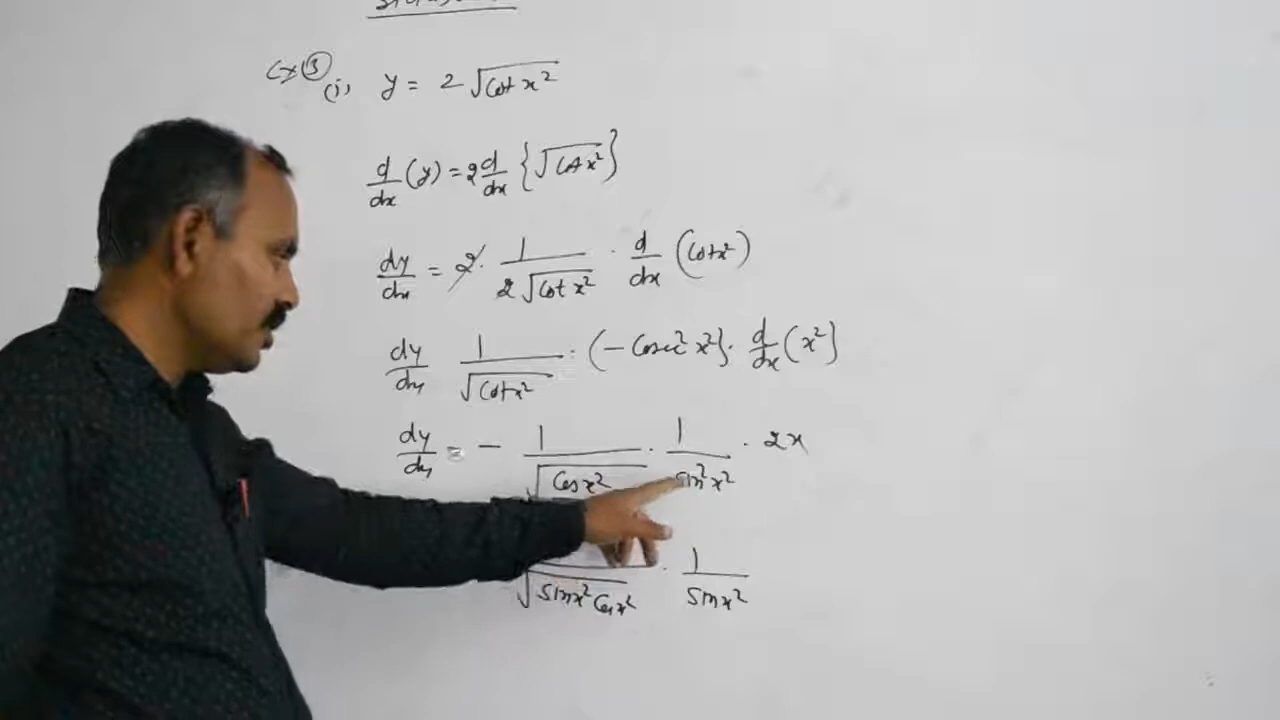 Ex ③
(i) y = 2 √(Cot x²)
d/dx (y) = 2 d/dx {√(Cot x²)}
dy/dx = 2 · 1/(2 √(Cot x²)) · d/dx (Cot x²)
dy/dx 1/√(Cot x²) · (- Cosec² x²) · d/dx (x²)
dy/dx = - 1/√(Cos x² · 1/(Sin² x²) · 2x
√(Sin x² Cos x²) · 1/(Sin x²)